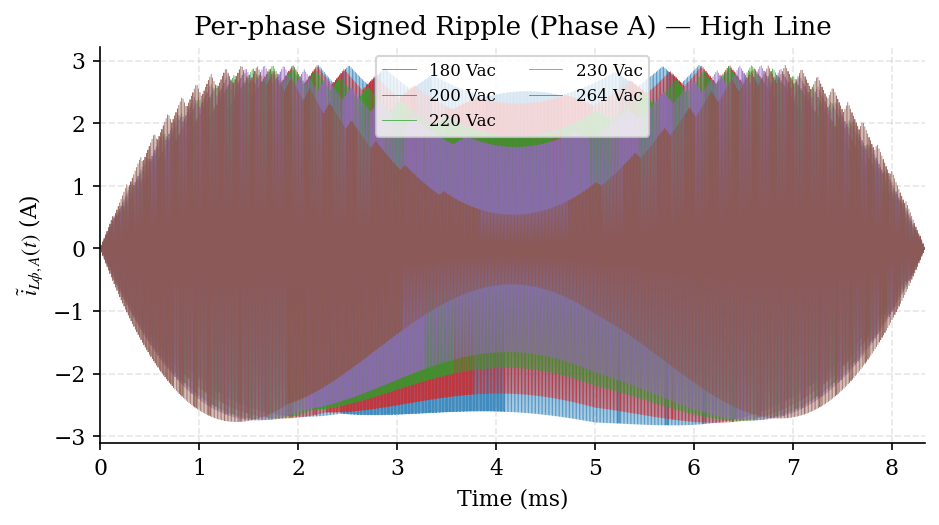 Per-phase Signed Ripple (Phase A) — High Line
180 Vac
200 Vac
220 Vac
230 Vac
264 Vac
3
2
1
0
−1
−2
−3
ĩLϕ,A(t) (A)
0 1 2 3 4 5 6 7 8
Time (ms)